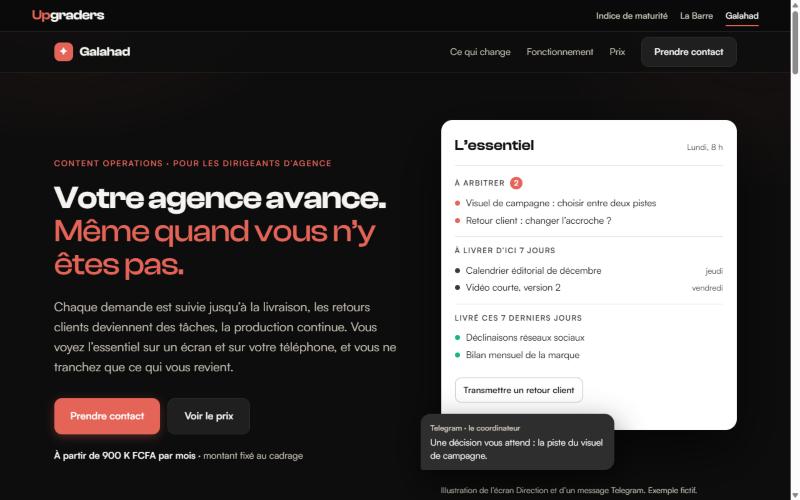 Upgraders
Indice de maturité
La Barre
Galahad
Galahad
Ce qui change
Fonctionnement
Prix
Prendre contact
CONTENT OPERATIONS · POUR LES DIRIGEANTS D'AGENCE
Votre agence avance.
Même quand vous n'y
êtes pas.
Chaque demande est suivie jusqu'à la livraison, les retours
clients deviennent des tâches, la production continue. Vous
voyez l'essentiel sur un écran et sur votre téléphone, et vous ne
tranchez que ce qui vous revient.
Prendre contact
Voir le prix
À partir de 900 K FCFA par mois · montant fixé au cadrage
L'essentiel
Lundi, 8 h
À ARBITRER 2
Visuel de campagne : choisir entre deux pistes
Retour client : changer l'accroche ?
À LIVRER D'ICI 7 JOURS
Calendrier éditorial de décembre jeudi
Vidéo courte, version 2 vendredi
LIVRÉ CES 7 DERNIERS JOURS
Déclinaisons réseaux sociaux
Bilan mensuel de la marque
Transmettre un retour client
Telegram · le coordinateur
Une décision vous attend : la piste du visuel
de campagne.
Illustration de l'écran Direction et d'un message Telegram. Exemple fictif.